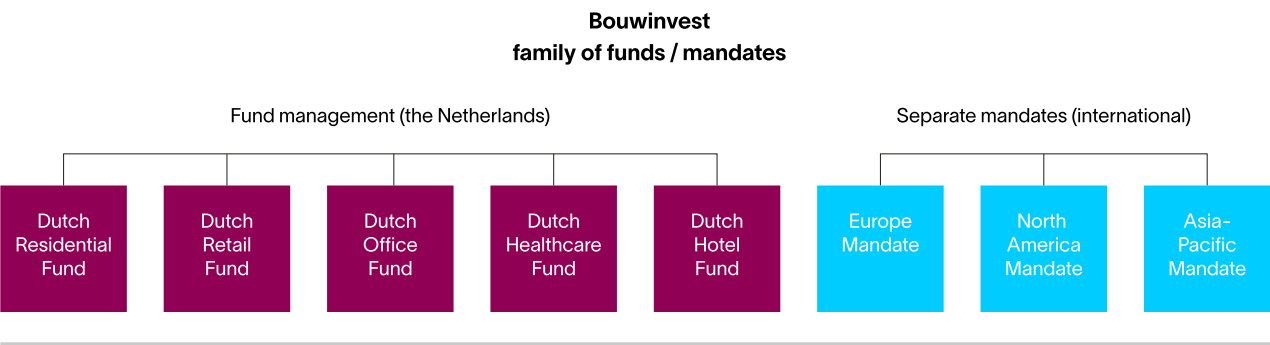 Bouwinvest
family of funds / mandates
Fund management (the Netherlands)
Dutch
Residential
Fund
Dutch
Retail
Fund
Dutch
Office
Fund
Dutch
Healthcare
Fund
Dutch
Hotel
Fund
Separate mandates (international)
Europe
Mandate
North
America
Mandate
Asia-
Pacific
Mandate